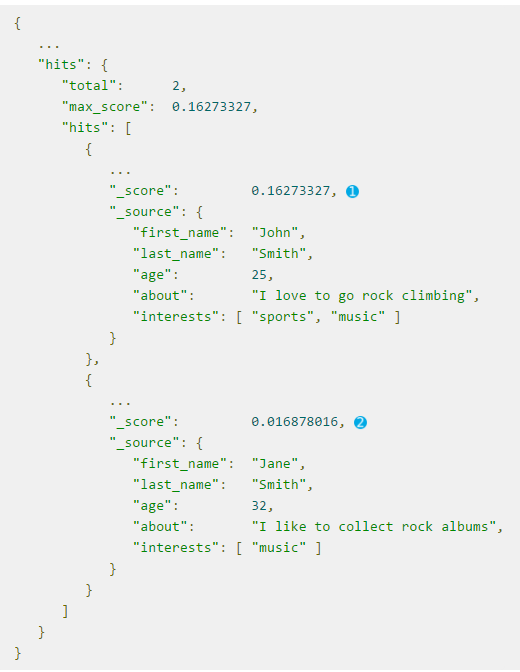 {
...
"hits": {
"total": 2,
"max_score": 0.16273327,
"hits": [
{
...
"_score": 0.16273327, 1
"_source": {
"first_name": "John",
"last_name": "Smith",
"age": 25,
"about": "I love to go rock climbing",
"interests": [ "sports", "music" ]
}
},
{
...
"_score": 0.016878016, 2
"_source": {
"first_name": "Jane",
"last_name": "Smith",
"age": 32,
"about": "I like to collect rock albums",
"interests": [ "music" ]
}
}
]
}
}